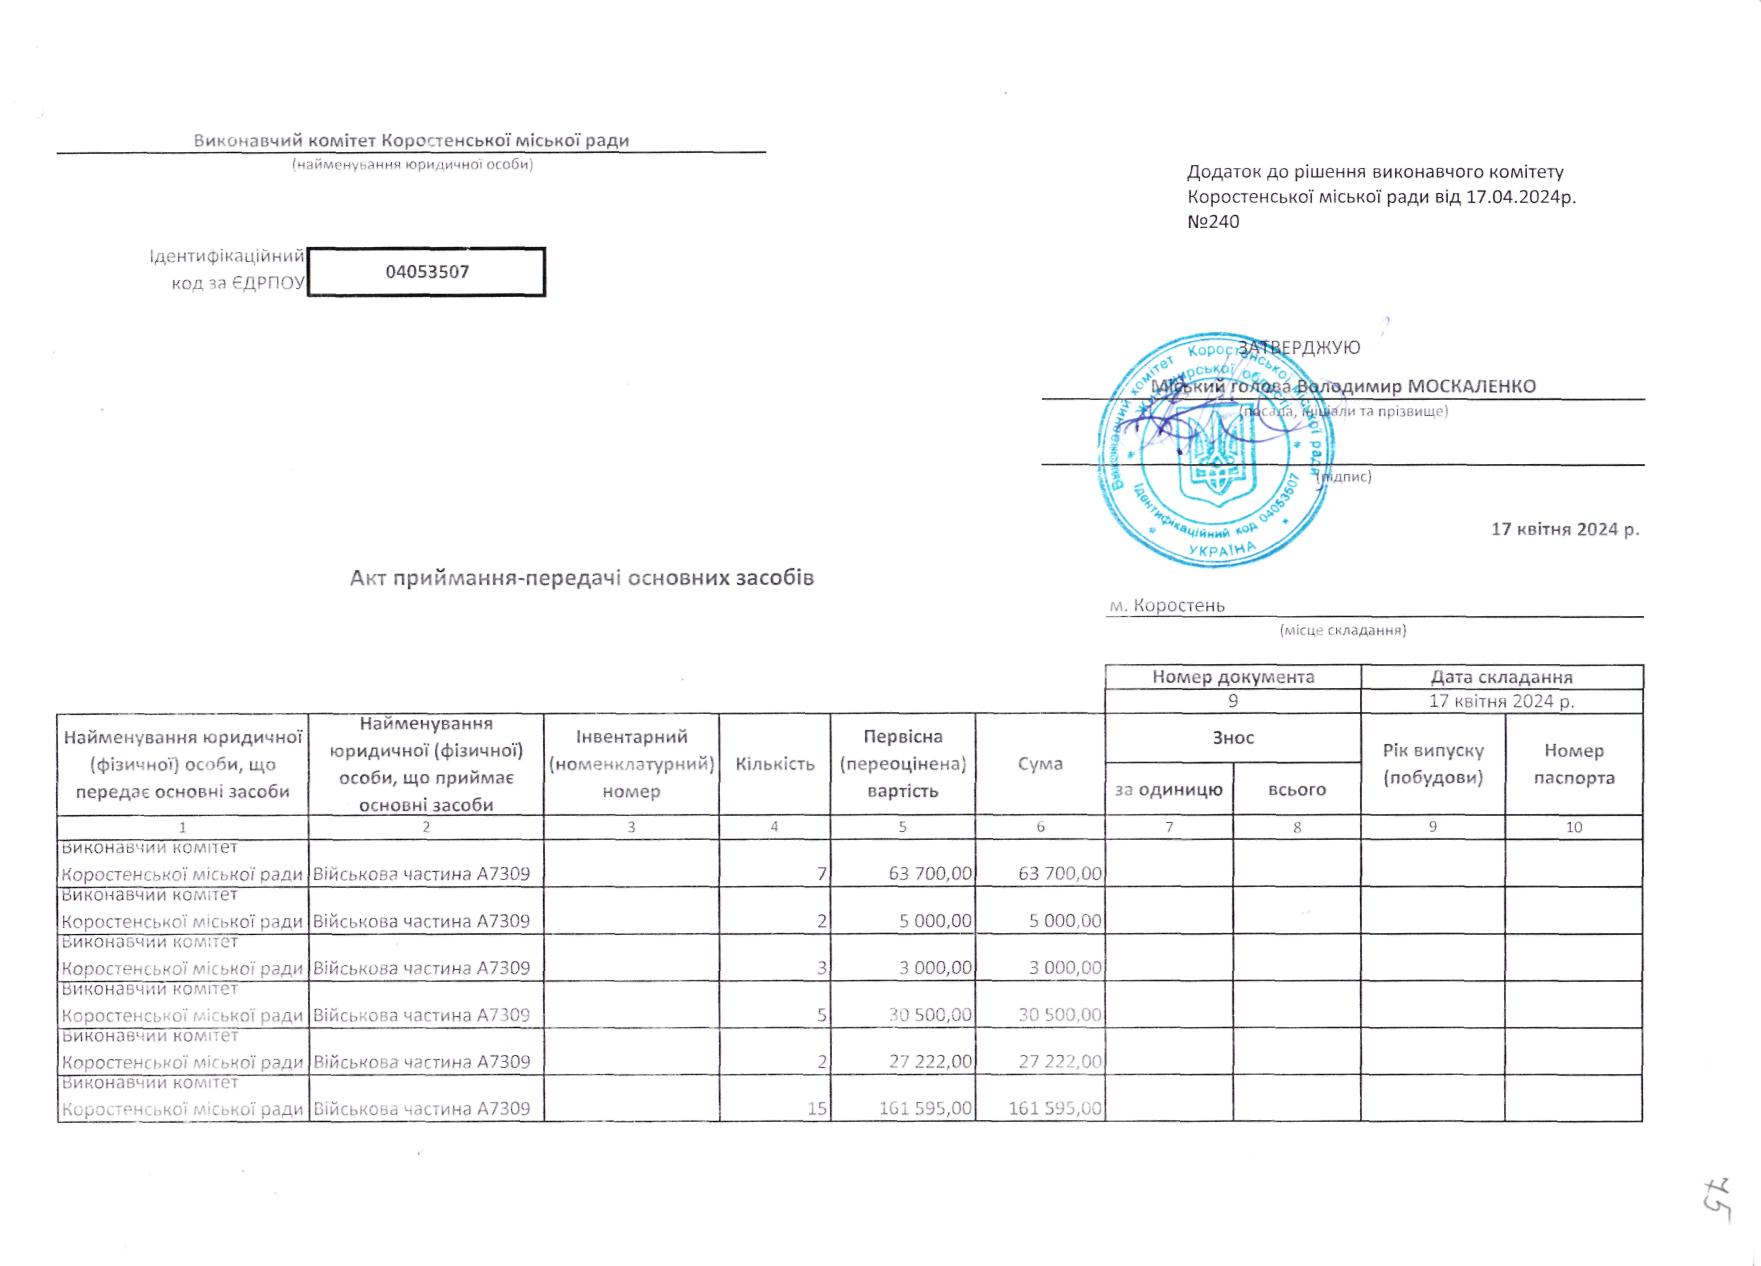 Виконавчий комітет Коростенської міської ради
(найменування юридичної особи)
Додаток до рішення виконавчого комітету
Коростенської міської ради від 17.04.2024р.
№240
Ідентифікаційний
код за ЄДРПОУ
04053507
ЗАТВЕРДЖУЮ
Міський голова Володимир МОСКАЛЕНКО
(посада, ініціали та прізвище)
(підпис)
Виконавчий комітет Коростенської міської ради
Житомирської області
Ідентифікаційний код 04053507
УКРАЇНА
17 квітня 2024 р.
Акт приймання-передачі основних засобів
м. Коростень
(місце складання)
Номер документа Дата складання
9 17 квітня 2024 р.
Найменування юридичної
(фізичної) особи, що
передає основні засоби
Найменування
юридичної (фізичної)
особи, що приймає
основні засоби
Інвентарний
(номенклатурний)
номер
Кількість
Первісна
(переоцінена)
вартість
Сума
Знос
за одиницю всього
Рік випуску
(побудови)
Номер
паспорта
1 2 3 4 5 6 7 8 9 10
Виконавчий комітет
Коростенської міської ради Військова частина А7309 7 63 700,00 63 700,00
Виконавчий комітет
Коростенської міської ради Військова частина А7309 2 5 000,00 5 000,00
Виконавчий комітет
Коростенської міської ради Військова частина А7309 3 3 000,00 3 000,00
Виконавчий комітет
Коростенської міської ради Військова частина А7309 5 30 500,00 30 500,00
Виконавчий комітет
Коростенської міської ради Військова частина А7309 2 27 222,00 27 222,00
Виконавчий комітет
Коростенської міської ради Військова частина А7309 15 161 595,00 161 595,00
75